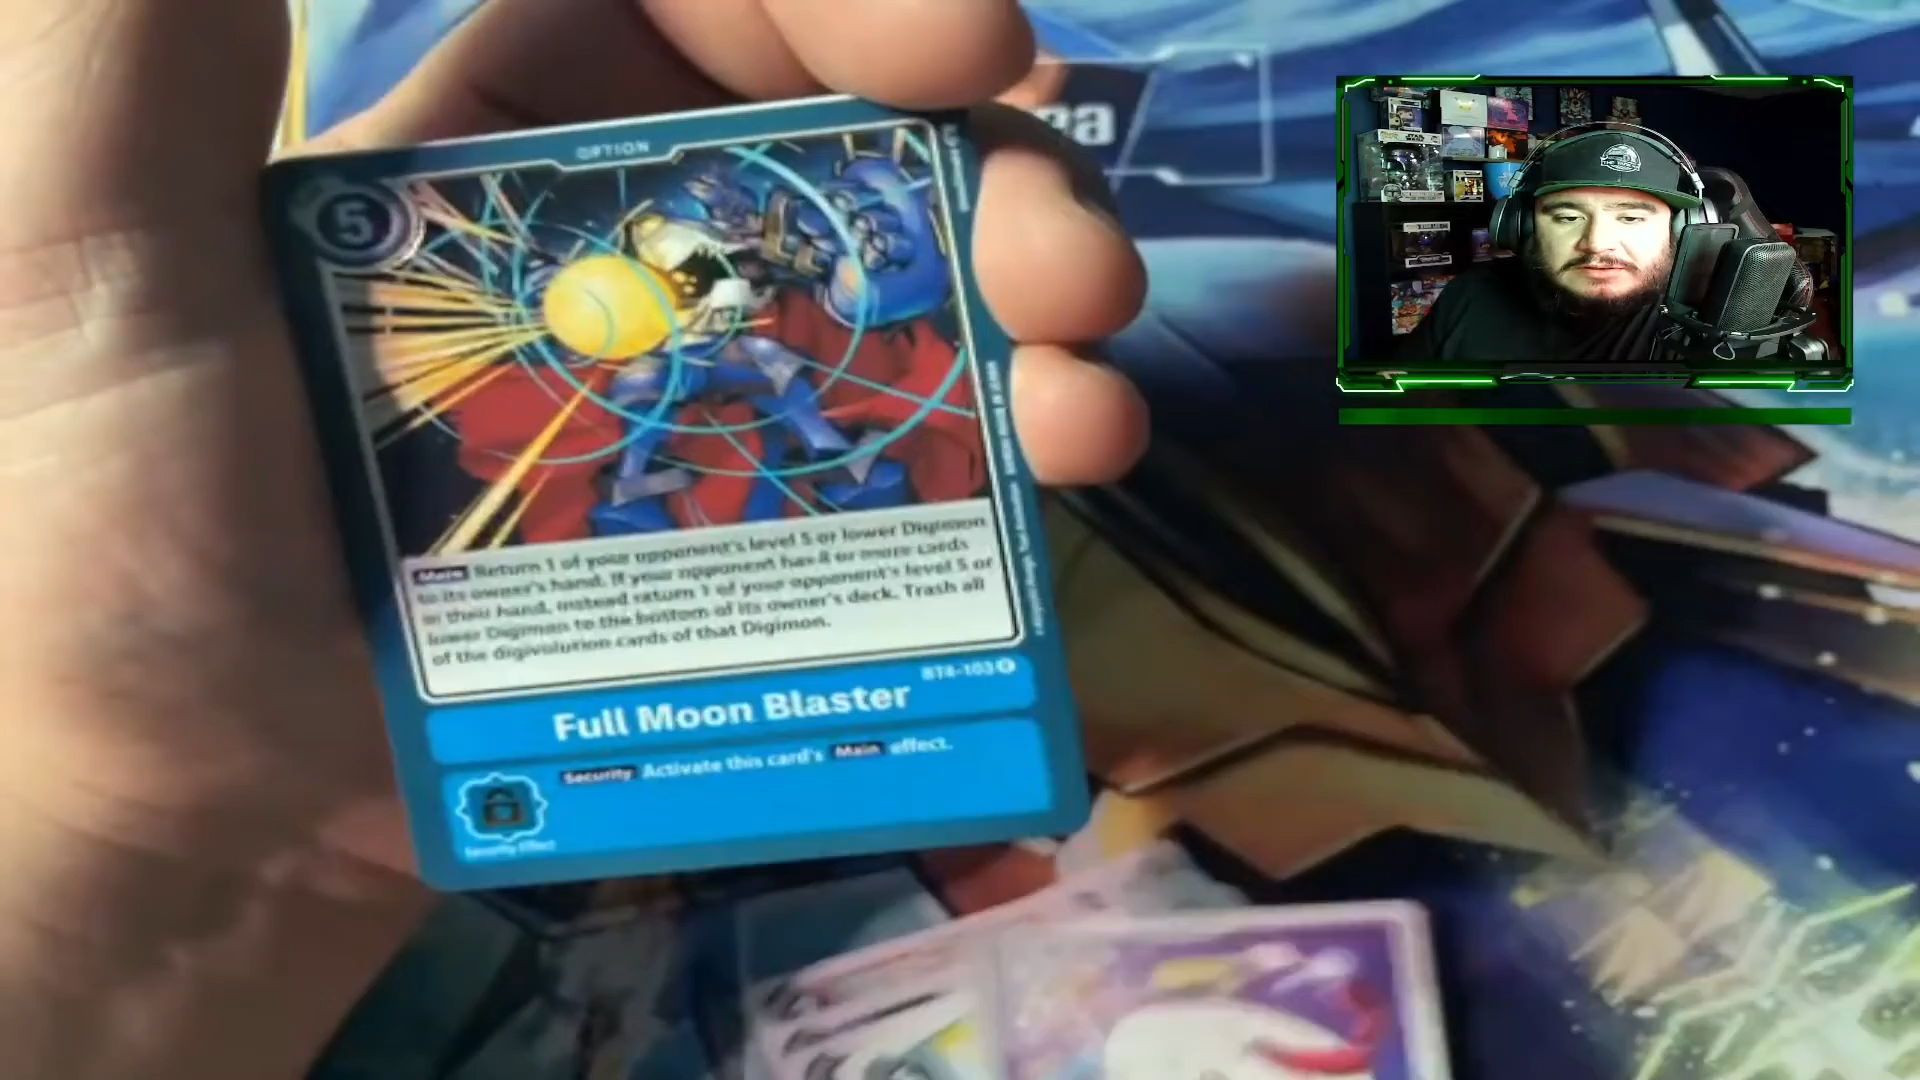 OPTION
5
Main Return 1 of your opponent's level 5 or lower Digimon
to its owner's hand. If your opponent has 8 or more cards
in their hand, instead return 1 of your opponent's level 5 or
lower Digimon to the bottom of its owner's deck. Trash all
of the digivolution cards of that Digimon.
BT4-103
Full Moon Blaster
Security Activate this card's Main effect.
Security Effect